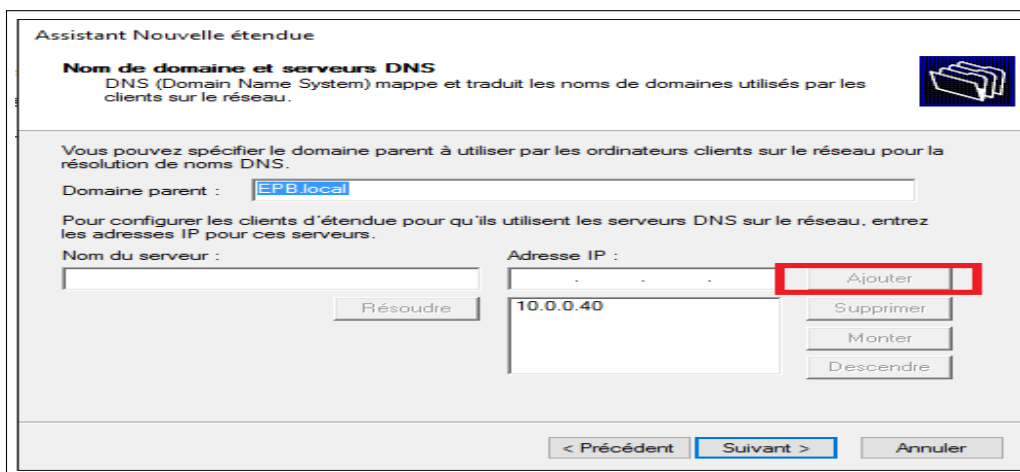 Assistant Nouvelle étendue
Nom de domaine et serveurs DNS
DNS (Domain Name System) mappe et traduit les noms de domaines utilisés par les
clients sur le réseau.
Vous pouvez spécifier le domaine parent à utiliser par les ordinateurs clients sur le réseau pour la
résolution de noms DNS.
Domaine parent : EPB.local
Pour configurer les clients d'étendue pour qu'ils utilisent les serveurs DNS sur le réseau, entrez
les adresses IP pour ces serveurs.
Nom du serveur : Adresse IP :
. . . Ajouter
Résoudre 10.0.0.40 Supprimer
Monter
Descendre
< Précédent Suivant > Annuler